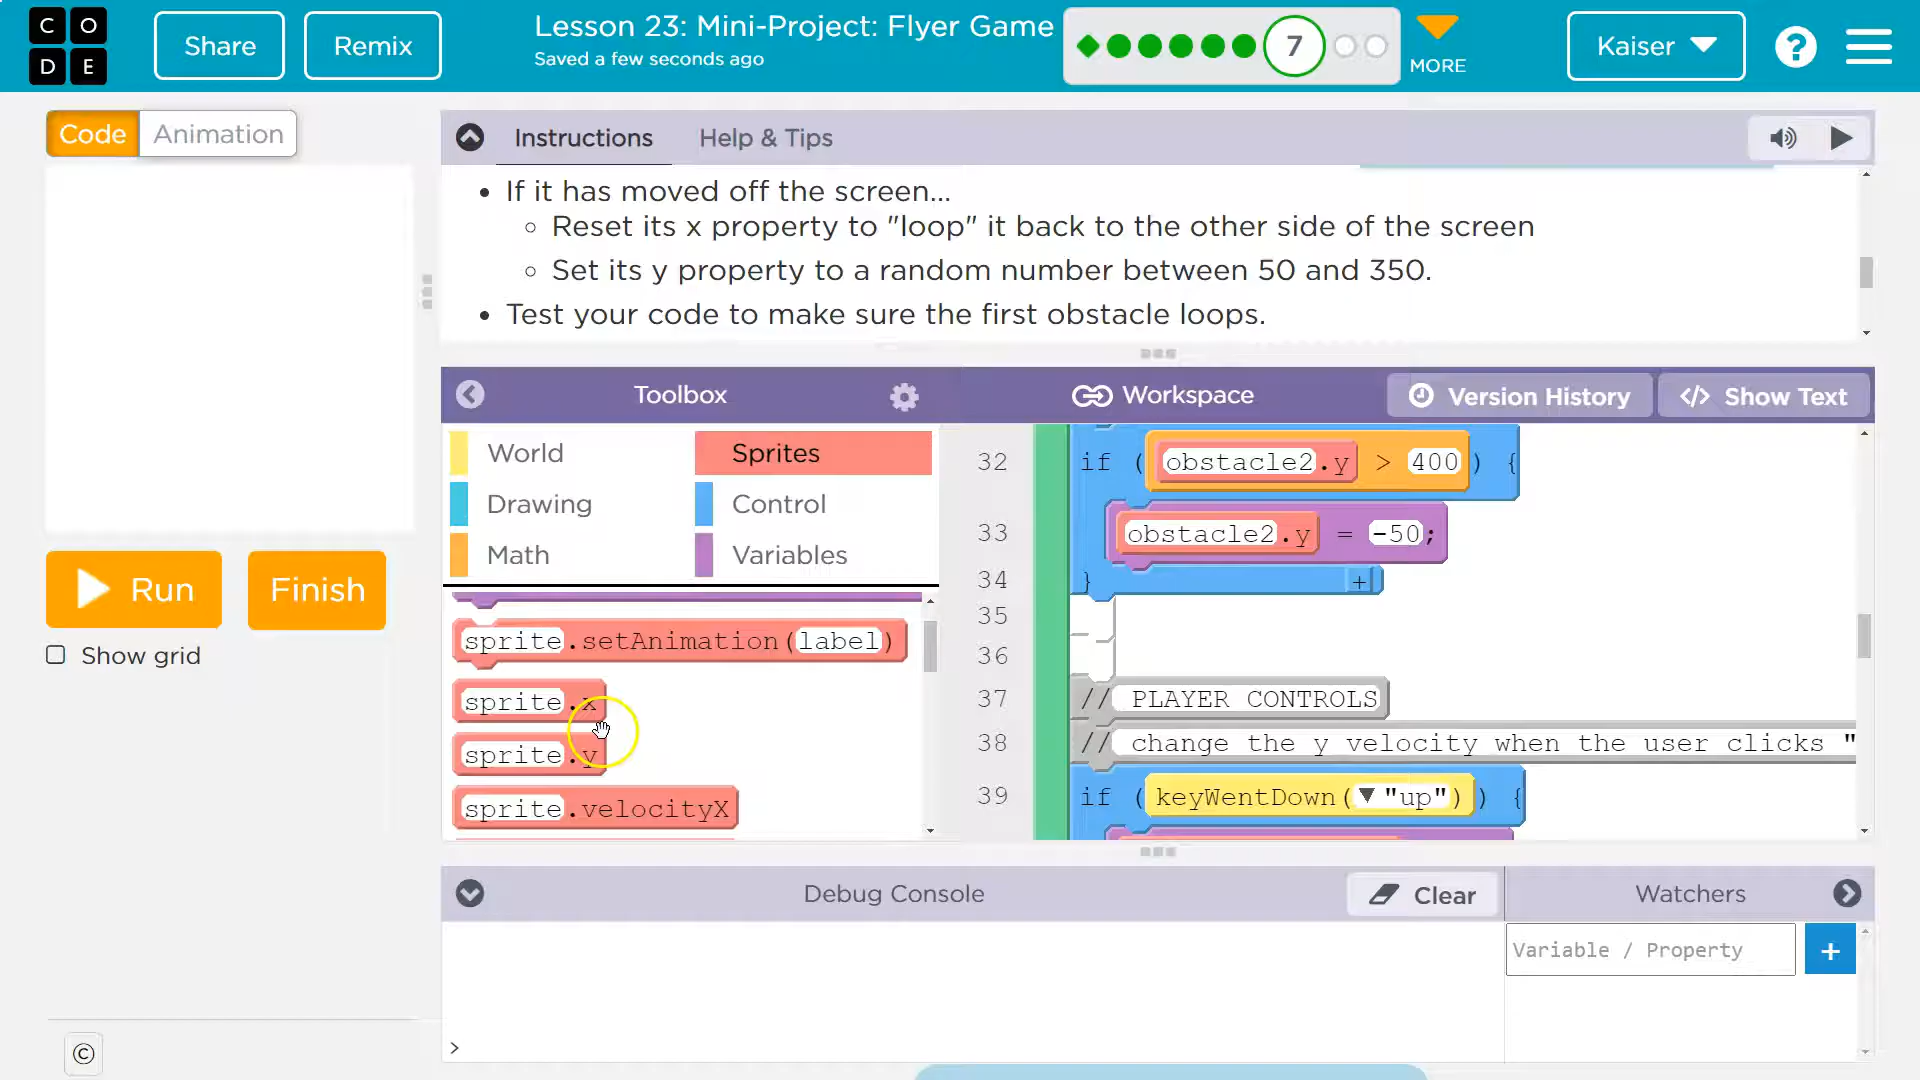 C O
D E
Share
Remix
Lesson 23: Mini-Project: Flyer Game
Saved a few seconds ago
7
MORE
Kaiser
?
Code
Animation
Instructions
Help & Tips
If it has moved off the screen...
Reset its x property to "loop" it back to the other side of the screen
Set its y property to a random number between 50 and 350.
Test your code to make sure the first obstacle loops.
Run
Finish
Show grid
Toolbox
Workspace
Version History
</> Show Text
World
Sprites
Drawing
Control
Math
Variables
sprite.setAnimation(label)
sprite.x
sprite.y
sprite.velocityX
32 if (obstacle2.y > 400) {
33 obstacle2.y = -50;
34 } +
35
36
37 // PLAYER CONTROLS
38 // change the y velocity when the user clicks "
39 if (keyWentDown("up")) {
Debug Console
Clear
Watchers
Variable / Property
+
>
©